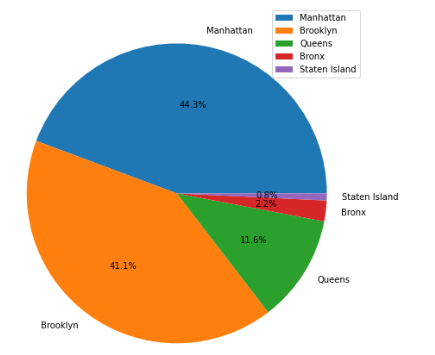 Manhattan
Brooklyn
Queens
Bronx
Staten Island
Manhattan
44.3%
0.8%
Staten Island
2.2%
Bronx
11.6%
41.1%
Queens
Brooklyn